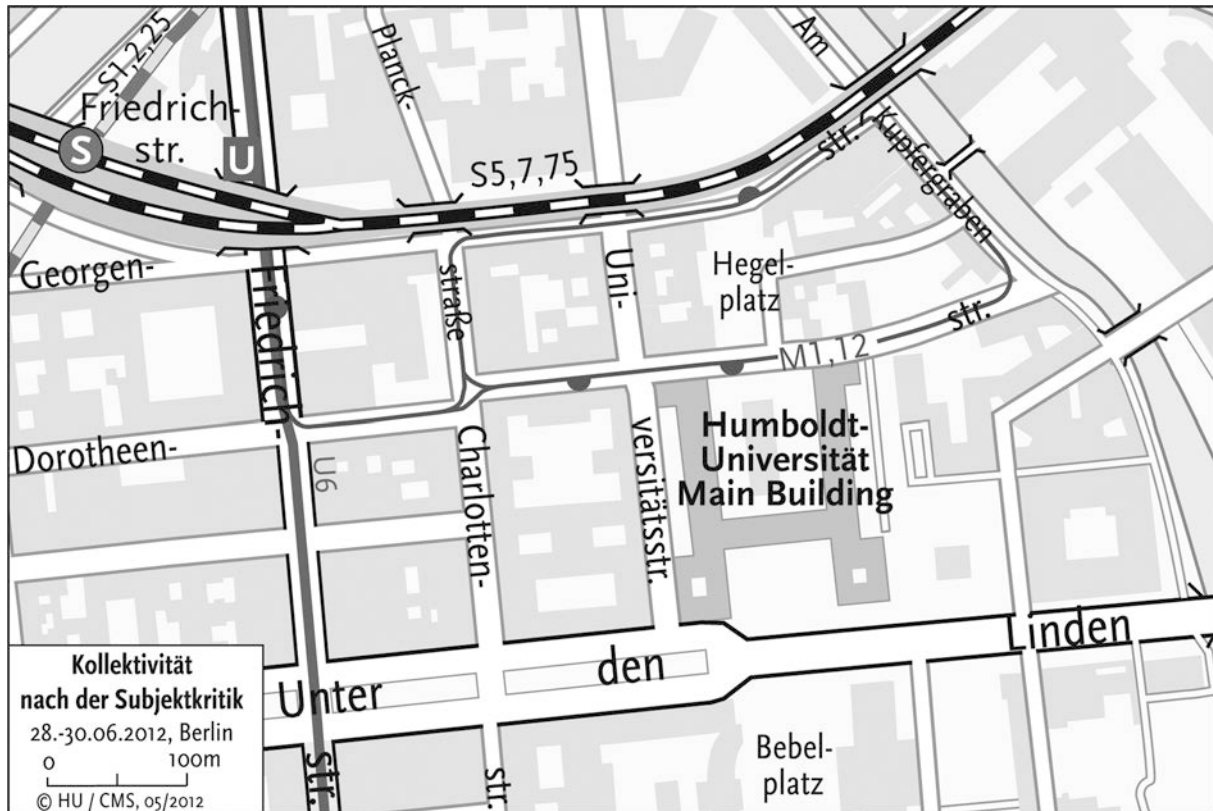 S1,2,25
Planck-
Am
Friedrich-
str.
S
U
S5,7,75
str.
Kupfergraben
Georgen-
Friedrich-
straße
Uni-
Hegel-
platz
str.
M1,12
Dorotheen-
U6
Charlotten-
versitätsstr.
Humboldt-
Universität
Main Building
Linden
den
Unter
str.
str.
Bebel-
platz
Kollektivität
nach der Subjektkritik
28.-30.06.2012, Berlin
0 100m
© HU / CMS, 05/2012